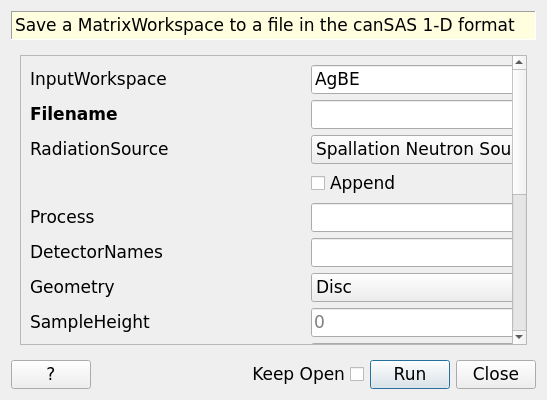 Save a MatrixWorkspace to a file in the canSAS 1-D format
InputWorkspace AgBE
Filename
RadiationSource Spallation Neutron Sou
Append
Process
DetectorNames
Geometry Disc
SampleHeight 0
? Keep Open Run Close